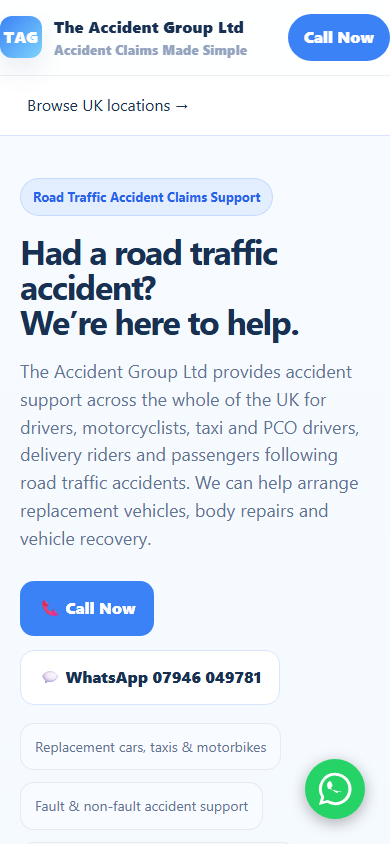 TAG
The Accident Group Ltd
Accident Claims Made Simple
Call Now
Browse UK locations →
Road Traffic Accident Claims Support
Had a road traffic
accident?
We’re here to help.
The Accident Group Ltd provides accident
support across the whole of the UK for
drivers, motorcyclists, taxi and PCO drivers,
delivery riders and passengers following
road traffic accidents. We can help arrange
replacement vehicles, body repairs and
vehicle recovery.
📞 Call Now
💬 WhatsApp 07946 049781
Replacement cars, taxis & motorbikes
Fault & non-fault accident support